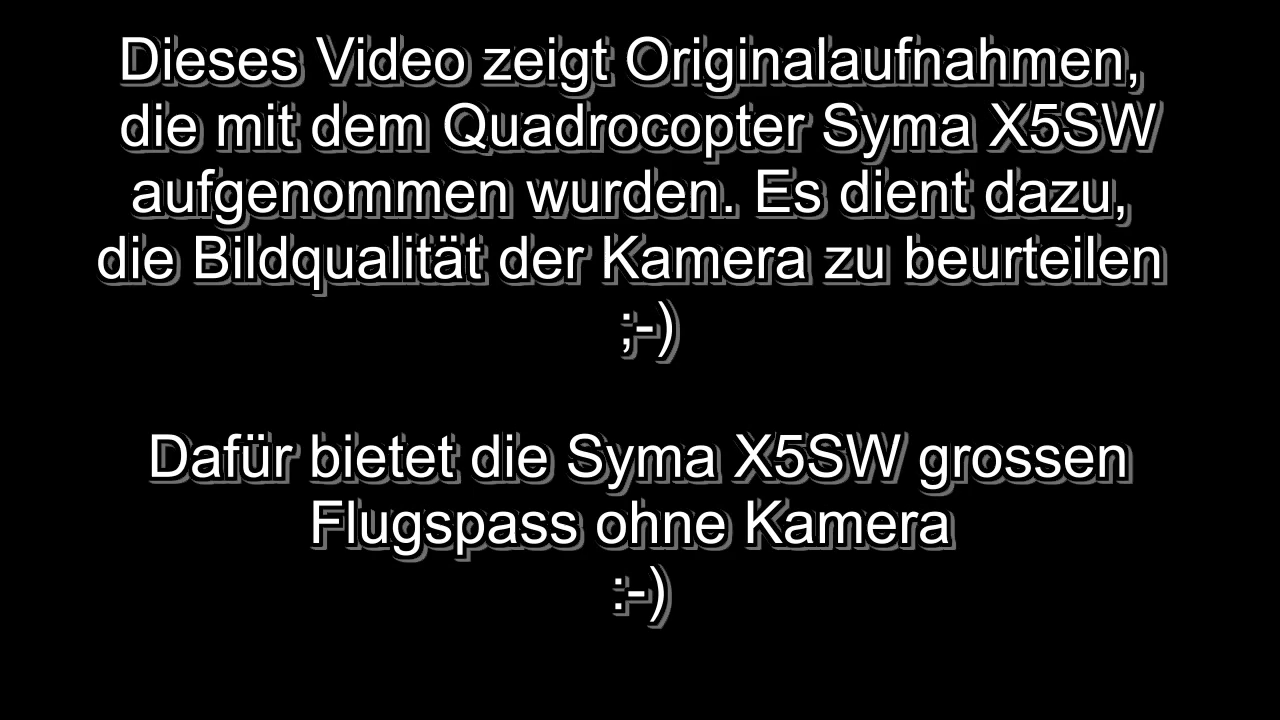 Dieses Video zeigt Originalaufnahmen,
die mit dem Quadrocopter Syma X5SW
aufgenommen wurden. Es dient dazu,
die Bildqualität der Kamera zu beurteilen
;-)
Dafür bietet die Syma X5SW grossen
Flugspass ohne Kamera
:-)